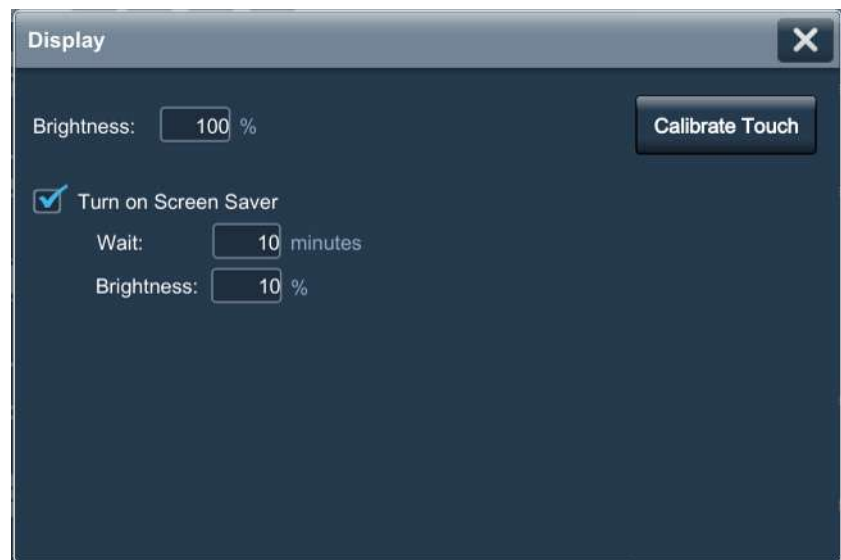 Display
Brightness: 100 %
Calibrate Touch
Turn on Screen Saver
Wait: 10 minutes
Brightness: 10 %